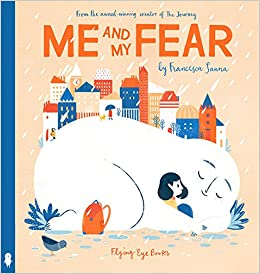 From the award-winning creator of The Journey
ME AND MY
FEAR
by Francesca Sanna
Flying Eye Books